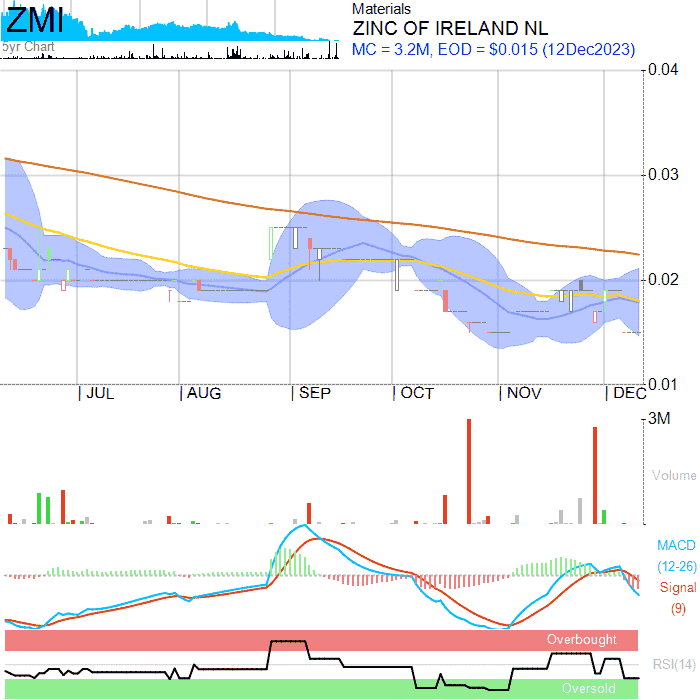 ZMI
5yr Chart
Materials
ZINC OF IRELAND NL
MC = 3.2M, EOD = $0.015 (12Dec2023)
0.04
0.03
0.02
0.01
| JUL
| AUG
| SEP
| OCT
| NOV
| DEC
3M
Volume
MACD
(12-26)
Signal
(9)
Overbought
RSI(14)
Oversold